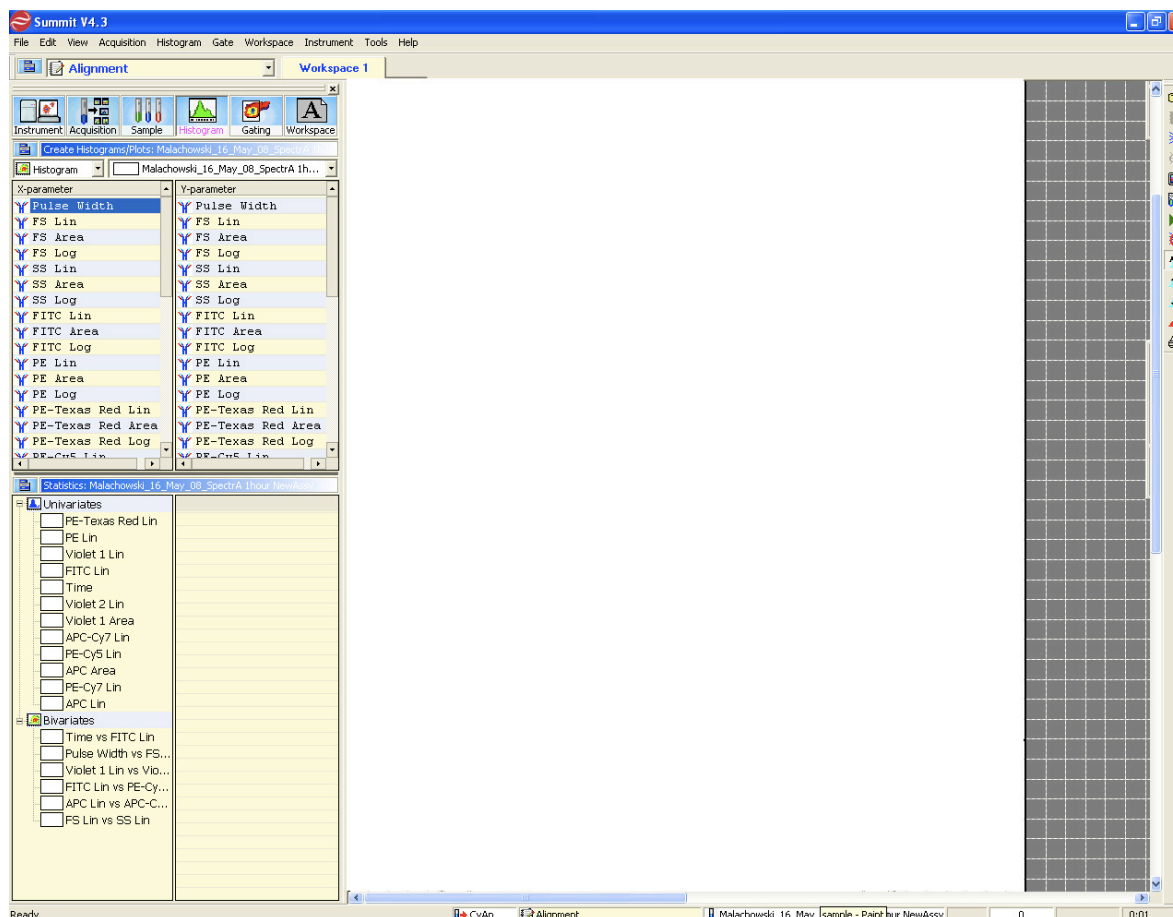 Summit V4.3
File Edit View Acquisition Histogram Gate Workspace Instrument Tools Help
Alignment Workspace 1
Instrument Acquisition Sample Histogram Gating Workspace
Create Histograms/Plots: Malachowski_16_May_08_SpectrA 1h
Histogram Malachowski_16_May_08_SpectrA 1h...
X-parameter Y-parameter
Pulse Width Pulse Width
FS Lin FS Lin
FS Area FS Area
FS Log FS Log
SS Lin SS Lin
SS Area SS Area
SS Log SS Log
FITC Lin FITC Lin
FITC Area FITC Area
FITC Log FITC Log
PE Lin PE Lin
PE Area PE Area
PE Log PE Log
PE-Texas Red Lin PE-Texas Red Lin
PE-Texas Red Area PE-Texas Red Area
PE-Texas Red Log PE-Texas Red Log
PE-Cy5 Lin PE-Cy5 Lin
Statistics: Malachowski_16_May_08_SpectrA 1hour NewAssy
Univariates
PE-Texas Red Lin
PE Lin
Violet 1 Lin
FITC Lin
Time
Violet 2 Lin
Violet 1 Area
APC-Cy7 Lin
PE-Cy5 Lin
APC Area
PE-Cy7 Lin
APC Lin
Bivariates
Time vs FITC Lin
Pulse Width vs FS...
Violet 1 Lin vs Vio...
FITC Lin vs PE-Cy...
APC Lin vs APC-C...
FS Lin vs SS Lin
Ready CyAn Alignment Malachowski_16_May sample - Paint hur NewAssy 0 0:01